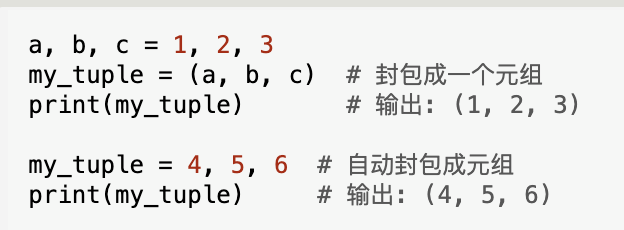 a, b, c = 1, 2, 3
my_tuple = (a, b, c)  # 封包成一个元组
print(my_tuple)       # 输出: (1, 2, 3)
my_tuple = 4, 5, 6  # 自动封包成元组
print(my_tuple)     # 输出: (4, 5, 6)